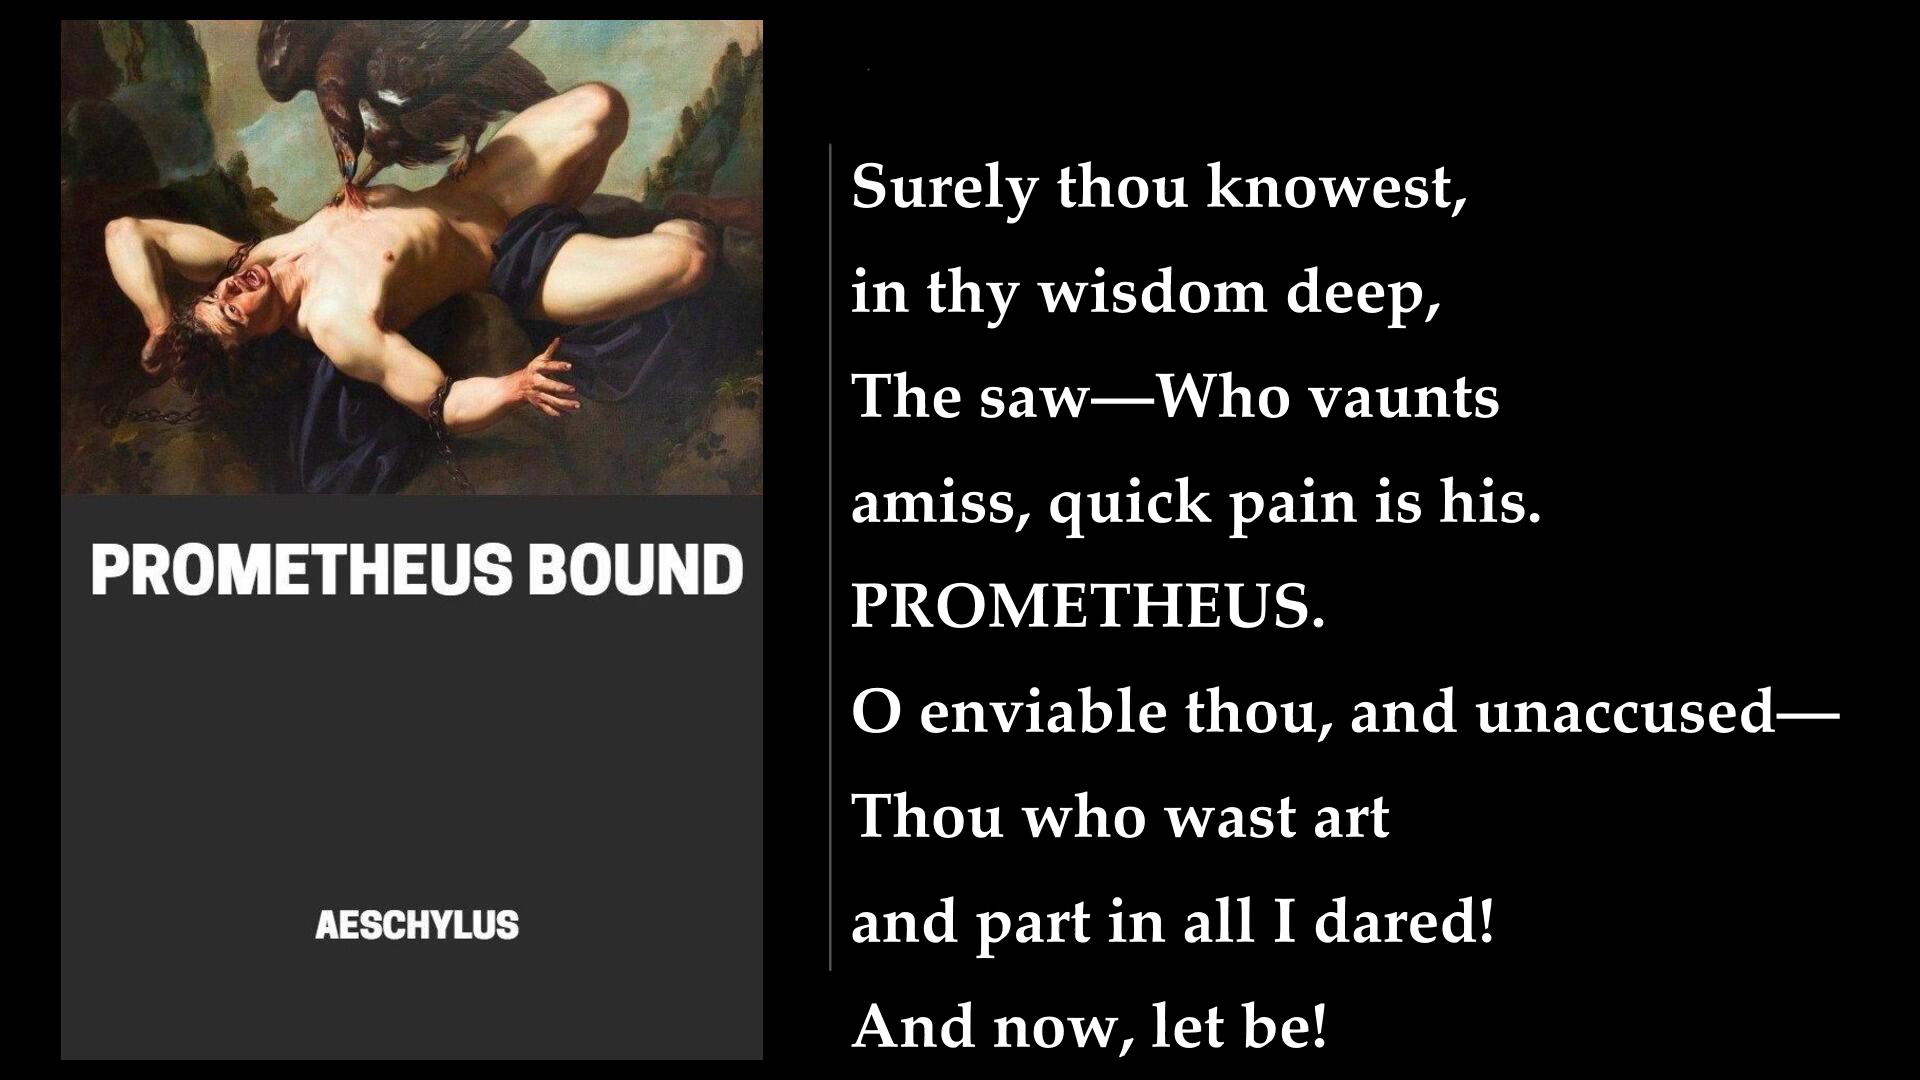 PROMETHEUS BOUND
AESCHYLUS
Surely thou knowest,
in thy wisdom deep,
The saw—Who vaunts
amiss, quick pain is his.
PROMETHEUS.
O enviable thou, and unaccused—
Thou who wast art
and part in all I dared!
And now, let be!